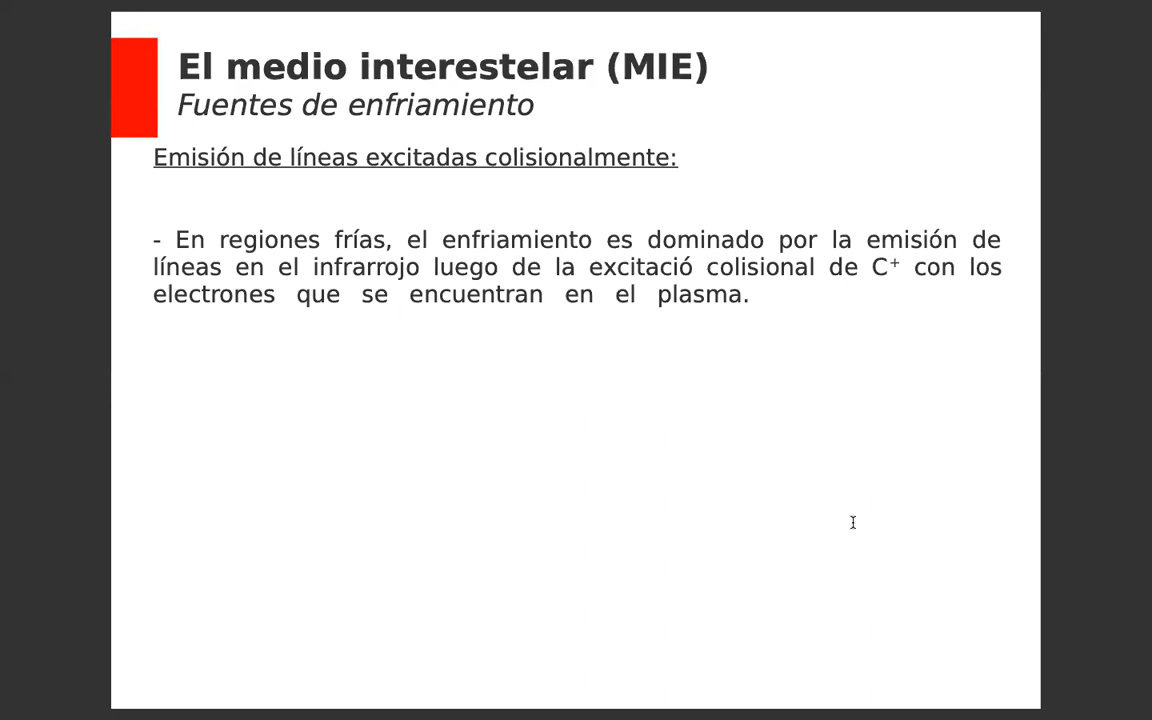 El medio interestelar (MIE)
Fuentes de enfriamiento
Emisión de líneas excitadas colisionalmente:
- En regiones frías, el enfriamiento es dominado por la emisión de
líneas en el infrarrojo luego de la excitació colisional de C⁺ con los
electrones que se encuentran en el plasma.